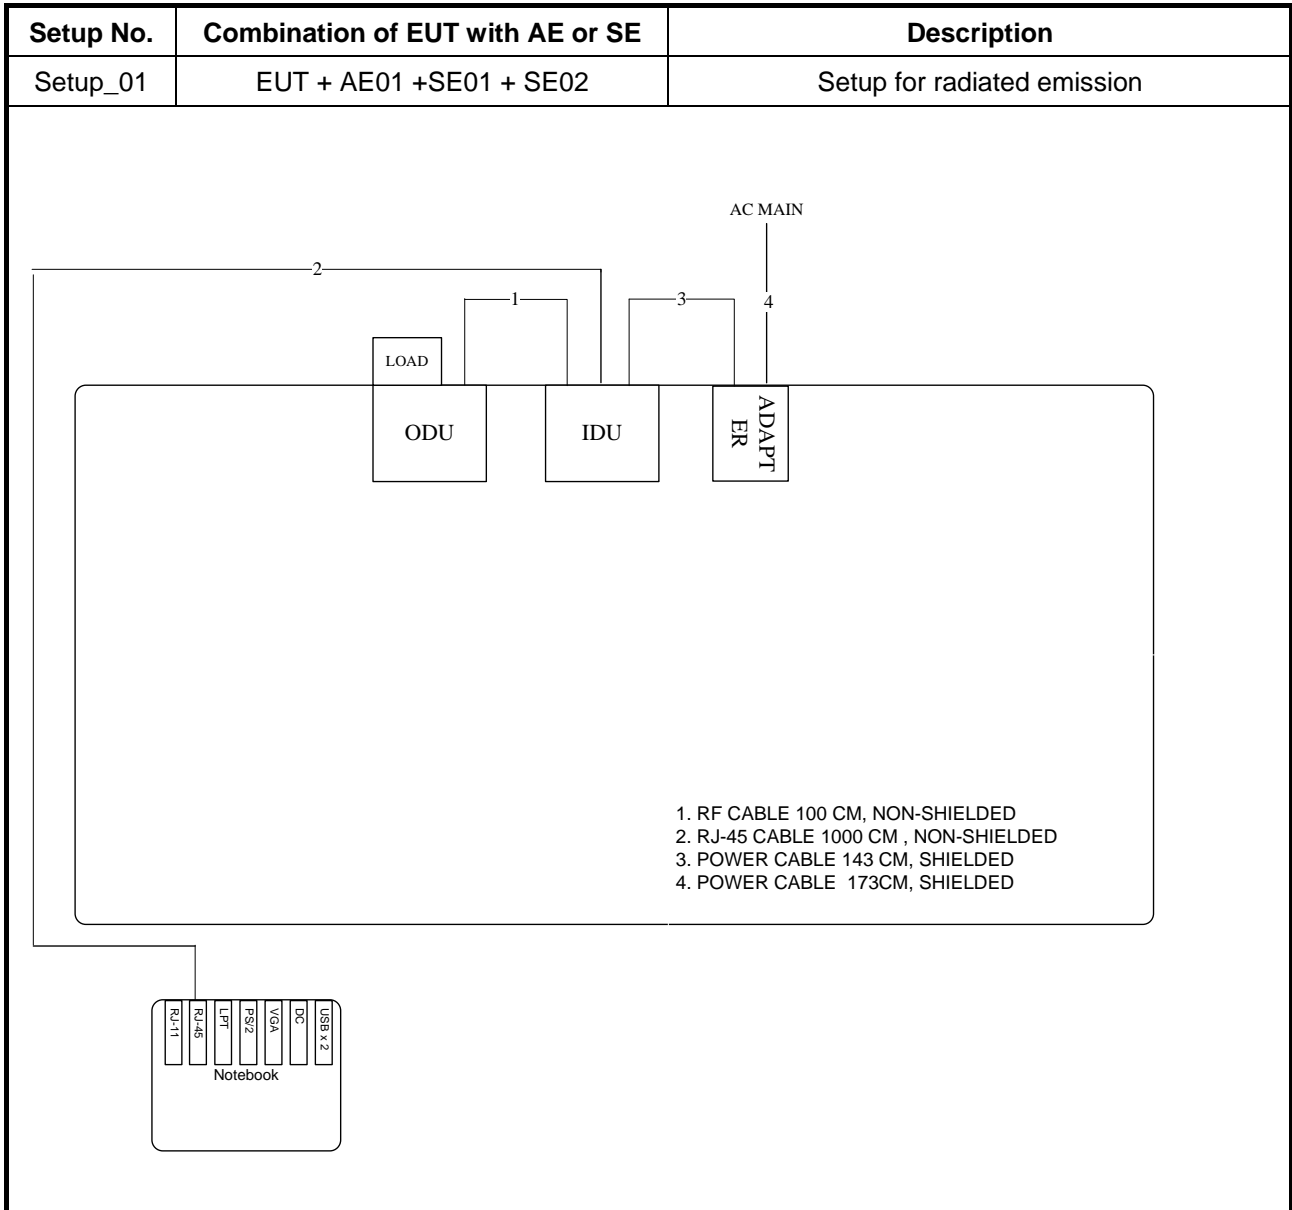 Setup No. Combination of EUT with AE or SE Description
Setup_01 EUT + AE01 +SE01 + SE02 Setup for radiated emission
AC MAIN
2
1
3
4
LOAD
ODU
IDU
ADAPT
ER
1. RF CABLE 100 CM, NON-SHIELDED
2. RJ-45 CABLE 1000 CM , NON-SHIELDED
3. POWER CABLE 143 CM, SHIELDED
4. POWER CABLE  173CM, SHIELDED
RJ-11
RJ-45
LPT
PS/2
VGA
DC
USB x 2
Notebook